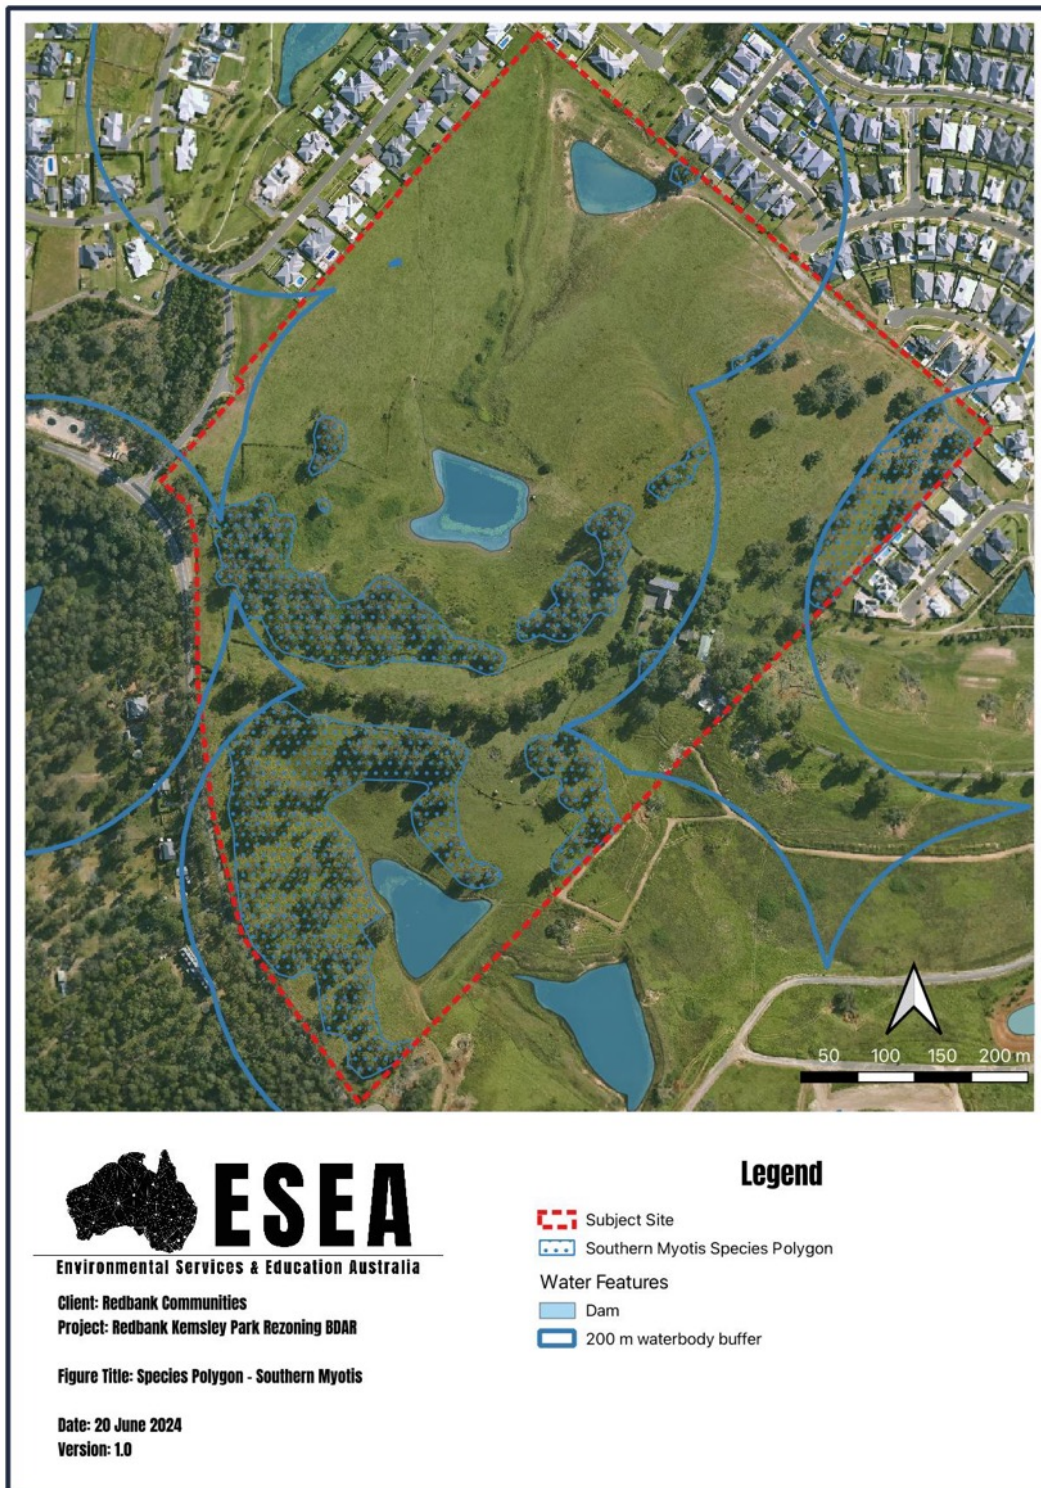 50 100 150 200 m
ESEA
Environmental Services & Education Australia
Client: Redbank Communities
Project: Redbank Kemsley Park Rezoning BDAR
Figure Title: Species Polygon - Southern Myotis
Date: 20 June 2024
Version: 1.0
Legend
Subject Site
Southern Myotis Species Polygon
Water Features
Dam
200 m waterbody buffer